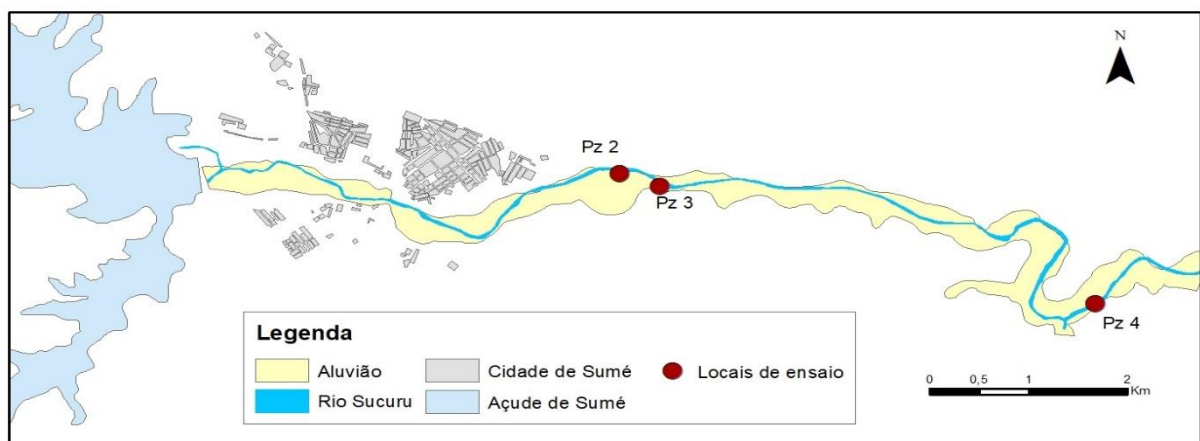 N
Pz 2
Pz 3
Pz 4
Legenda
Aluvião
Cidade de Sumé
Locais de ensaio
Rio Sucuru
Açude de Sumé
0 0,5 1 2
Km